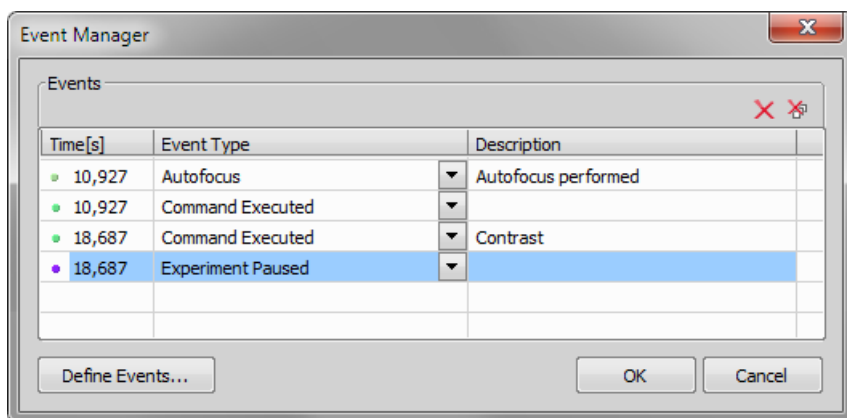 Event Manager
Events
Time[s] Event Type Description
10,927 Autofocus Autofocus performed
10,927 Command Executed
18,687 Command Executed Contrast
18,687 Experiment Paused
Define Events... OK Cancel